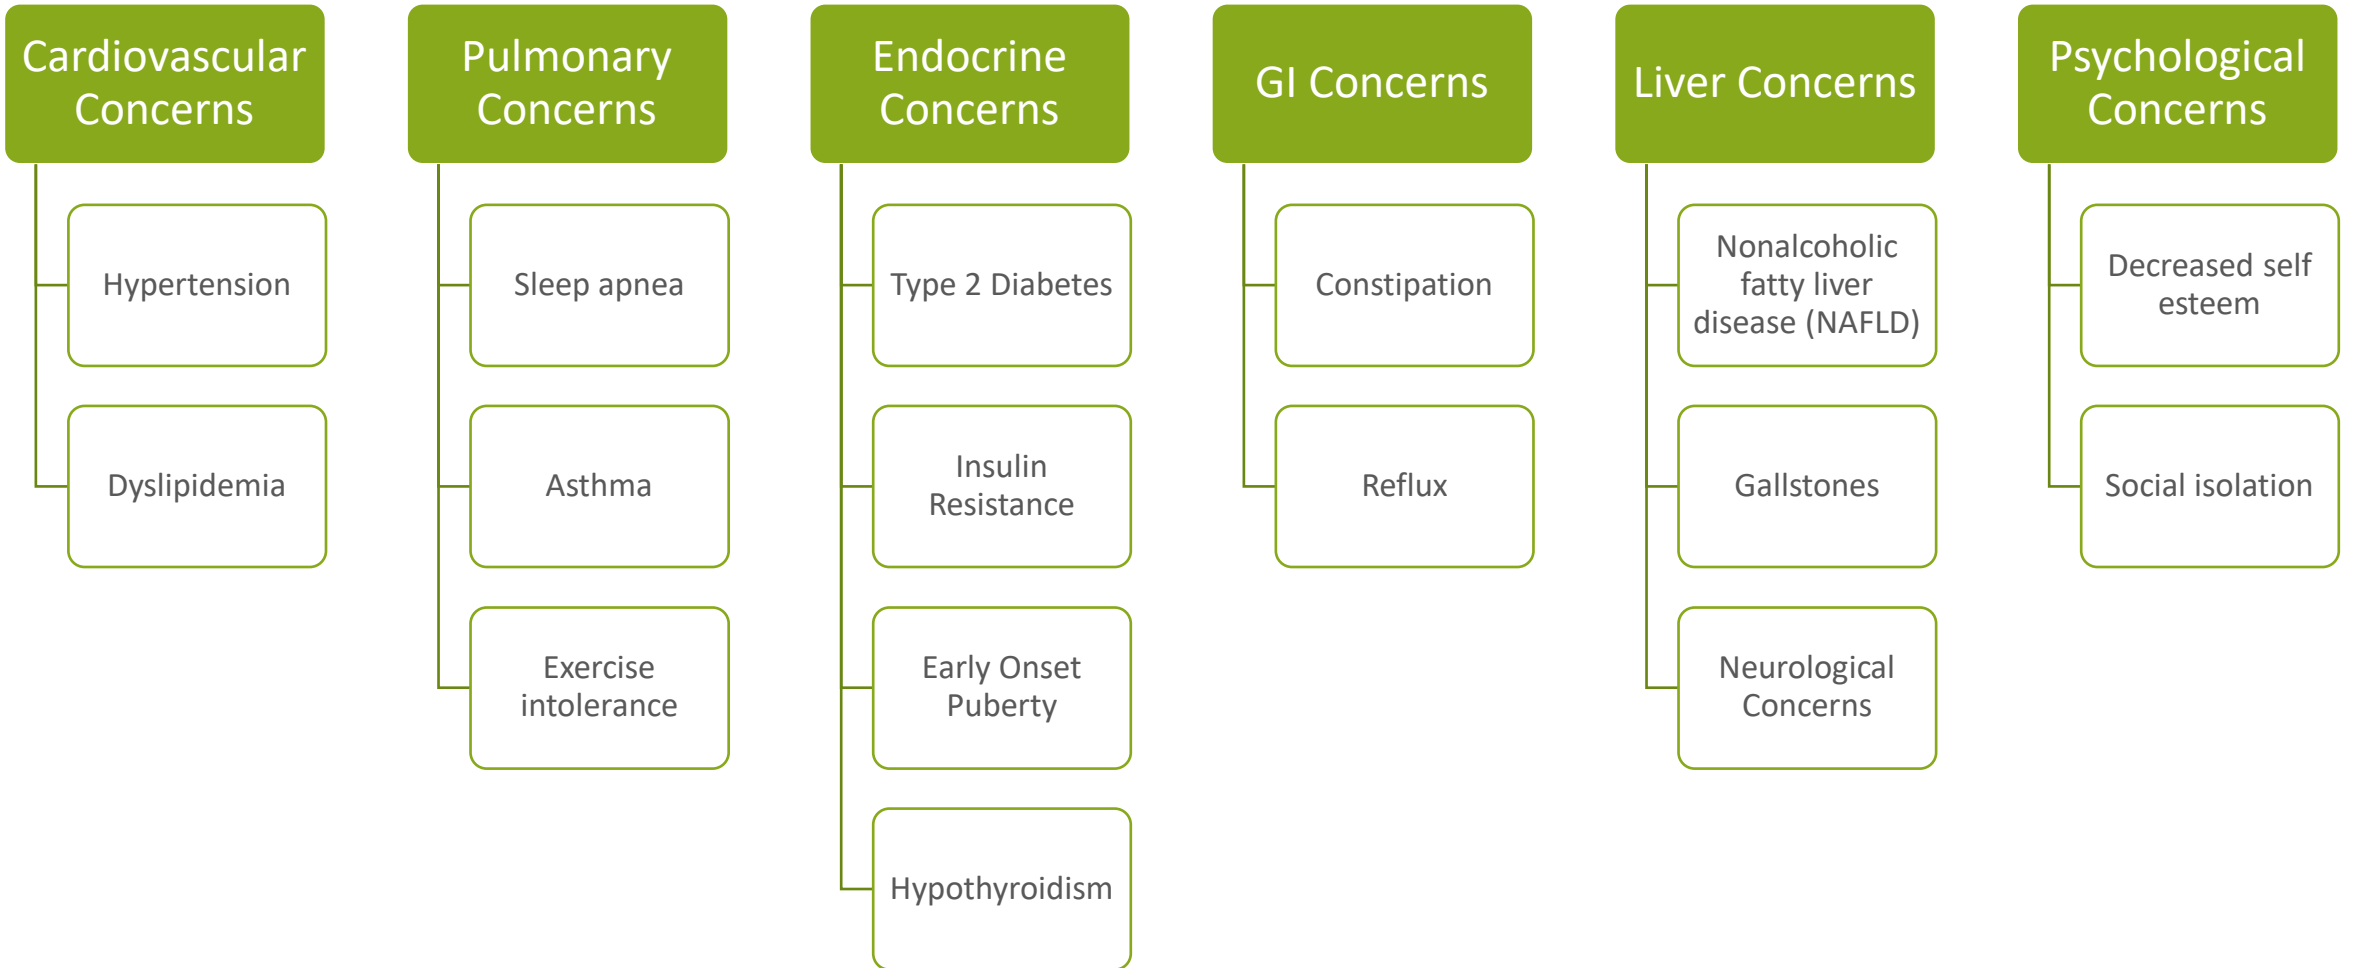 Cardiovascular
Concerns
Hypertension
Dyslipidemia
Pulmonary
Concerns
Sleep apnea
Asthma
Exercise
intolerance
Endocrine
Concerns
Type 2 Diabetes
Insulin
Resistance
Early Onset
Puberty
Hypothyroidism
GI Concerns
Constipation
Reflux
Liver Concerns
Nonalcoholic
fatty liver
disease (NAFLD)
Gallstones
Neurological
Concerns
Psychological
Concerns
Decreased self
esteem
Social isolation